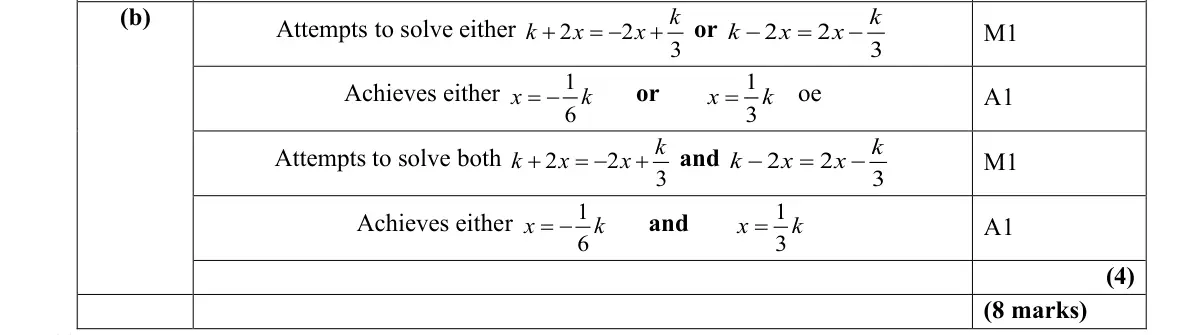 (b) Attempts to solve either k + 2x = −2x + k/3 or k − 2x = 2x − k/3 M1
Achieves either x = −1/6 k or x = 1/3 k oe A1
Attempts to solve both k + 2x = −2x + k/3 and k − 2x = 2x − k/3 M1
Achieves either x = −1/6 k and x = 1/3 k A1
(4)
(8 marks)